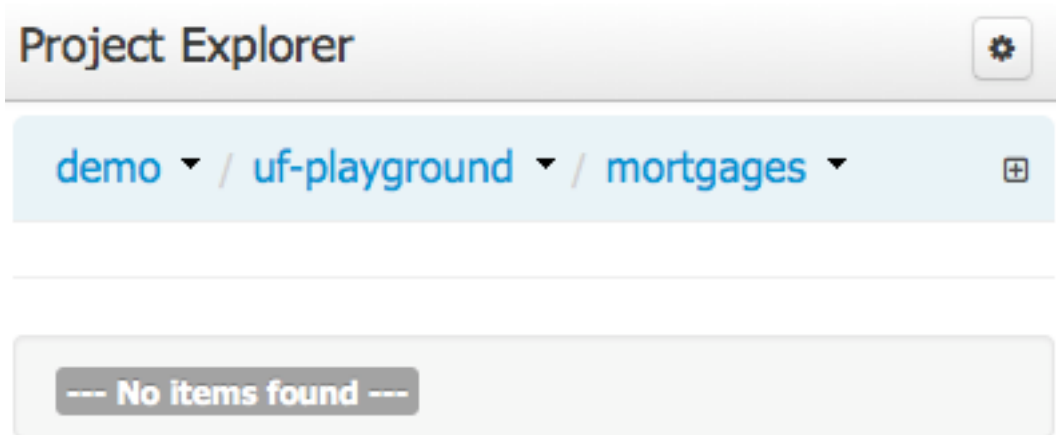 Project Explorer
demo / uf-playground / mortgages
--- No items found ---